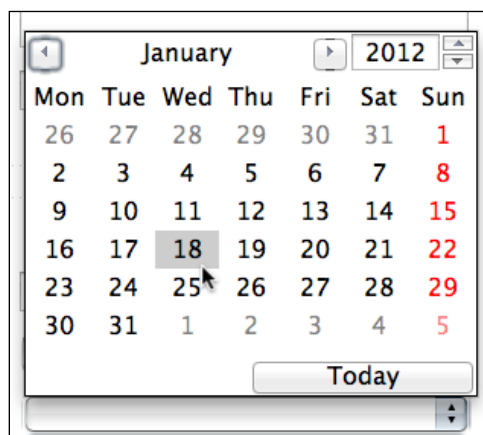 January 2012
Mon Tue Wed Thu Fri Sat Sun
26 27 28 29 30 31 1
2 3 4 5 6 7 8
9 10 11 12 13 14 15
16 17 18 19 20 21 22
23 24 25 26 27 28 29
30 31 1 2 3 4 5
Today